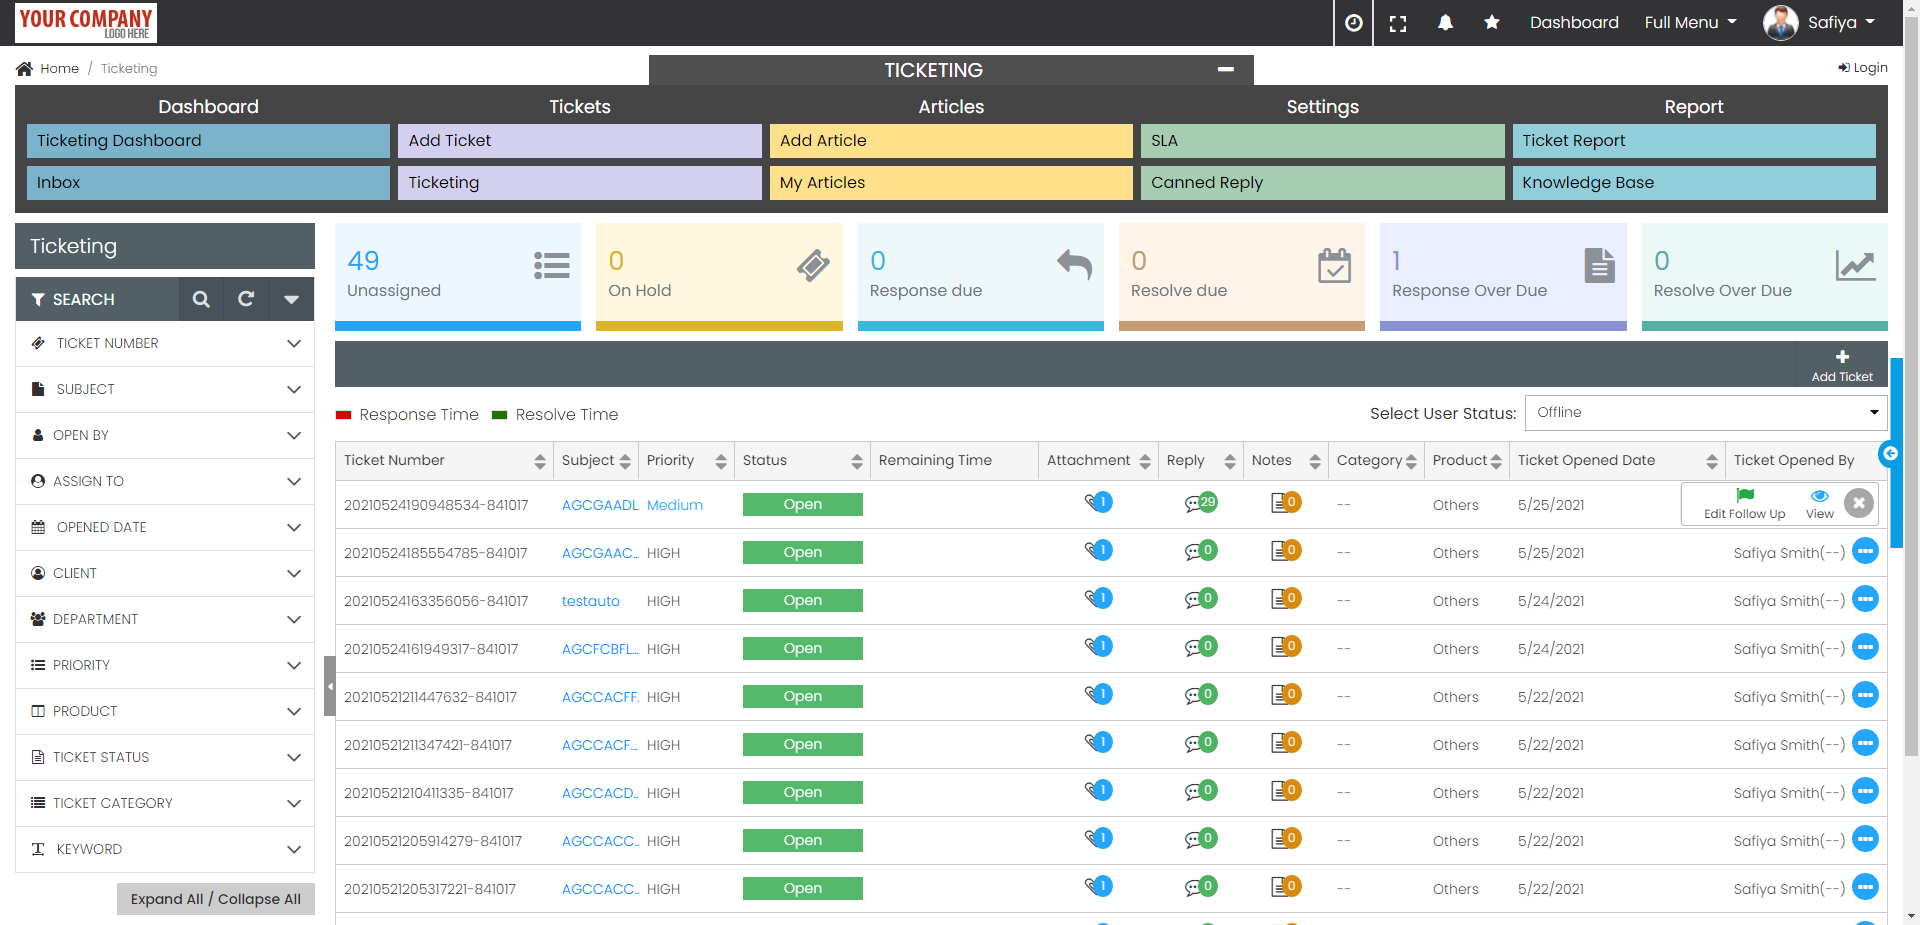 YOUR COMPANY
LOGO HERE
Dashboard
Full Menu
Safiya
Home / Ticketing
TICKETING
Login
Dashboard
Tickets
Articles
Settings
Report
Ticketing Dashboard
Add Ticket
Add Article
SLA
Ticket Report
Inbox
Ticketing
My Articles
Canned Reply
Knowledge Base
Ticketing
SEARCH
TICKET NUMBER
SUBJECT
OPEN BY
ASSIGN TO
OPENED DATE
CLIENT
DEPARTMENT
PRIORITY
PRODUCT
TICKET STATUS
TICKET CATEGORY
KEYWORD
Expand All / Collapse All
49
Unassigned
0
On Hold
0
Response due
0
Resolve due
1
Response Over Due
0
Resolve Over Due
Add Ticket
Response Time
Resolve Time
Select User Status: Offline
Ticket Number Subject Priority Status Remaining Time Attachment Reply Notes Category Product Ticket Opened Date Ticket Opened By
20210524190948534-841017 AGCGAADL Medium Open 1 29 0 -- Others 5/25/2021 Edit Follow Up View
20210524185554785-841017 AGCGAAC... HIGH Open 1 0 0 -- Others 5/25/2021 Safiya Smith(--)
20210524163356056-841017 testauto HIGH Open 1 0 0 -- Others 5/24/2021 Safiya Smith(--)
20210524161949317-841017 AGCFCBFL... HIGH Open 1 0 0 -- Others 5/24/2021 Safiya Smith(--)
20210521211447632-841017 AGCCACFF. HIGH Open 1 0 0 -- Others 5/22/2021 Safiya Smith(--)
20210521211347421-841017 AGCCACF... HIGH Open 1 0 0 -- Others 5/22/2021 Safiya Smith(--)
20210521210411335-841017 AGCCACD.. HIGH Open 1 0 0 -- Others 5/22/2021 Safiya Smith(--)
20210521205914279-841017 AGCCACC.. HIGH Open 1 0 0 -- Others 5/22/2021 Safiya Smith(--)
20210521205317221-841017 AGCCACC.. HIGH Open 1 0 0 -- Others 5/22/2021 Safiya Smith(--)